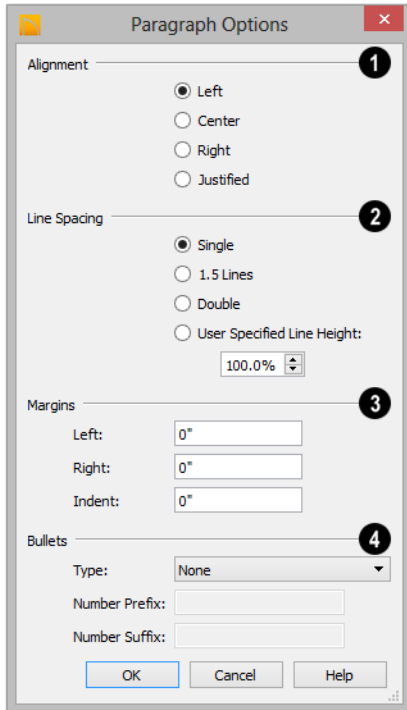 Paragraph Options
Alignment 1
Left
Center
Right
Justified
Line Spacing 2
Single
1.5 Lines
Double
User Specified Line Height:
100.0%
Margins 3
Left: 0"
Right: 0"
Indent: 0"
Bullets 4
Type: None
Number Prefix:
Number Suffix:
OK Cancel Help